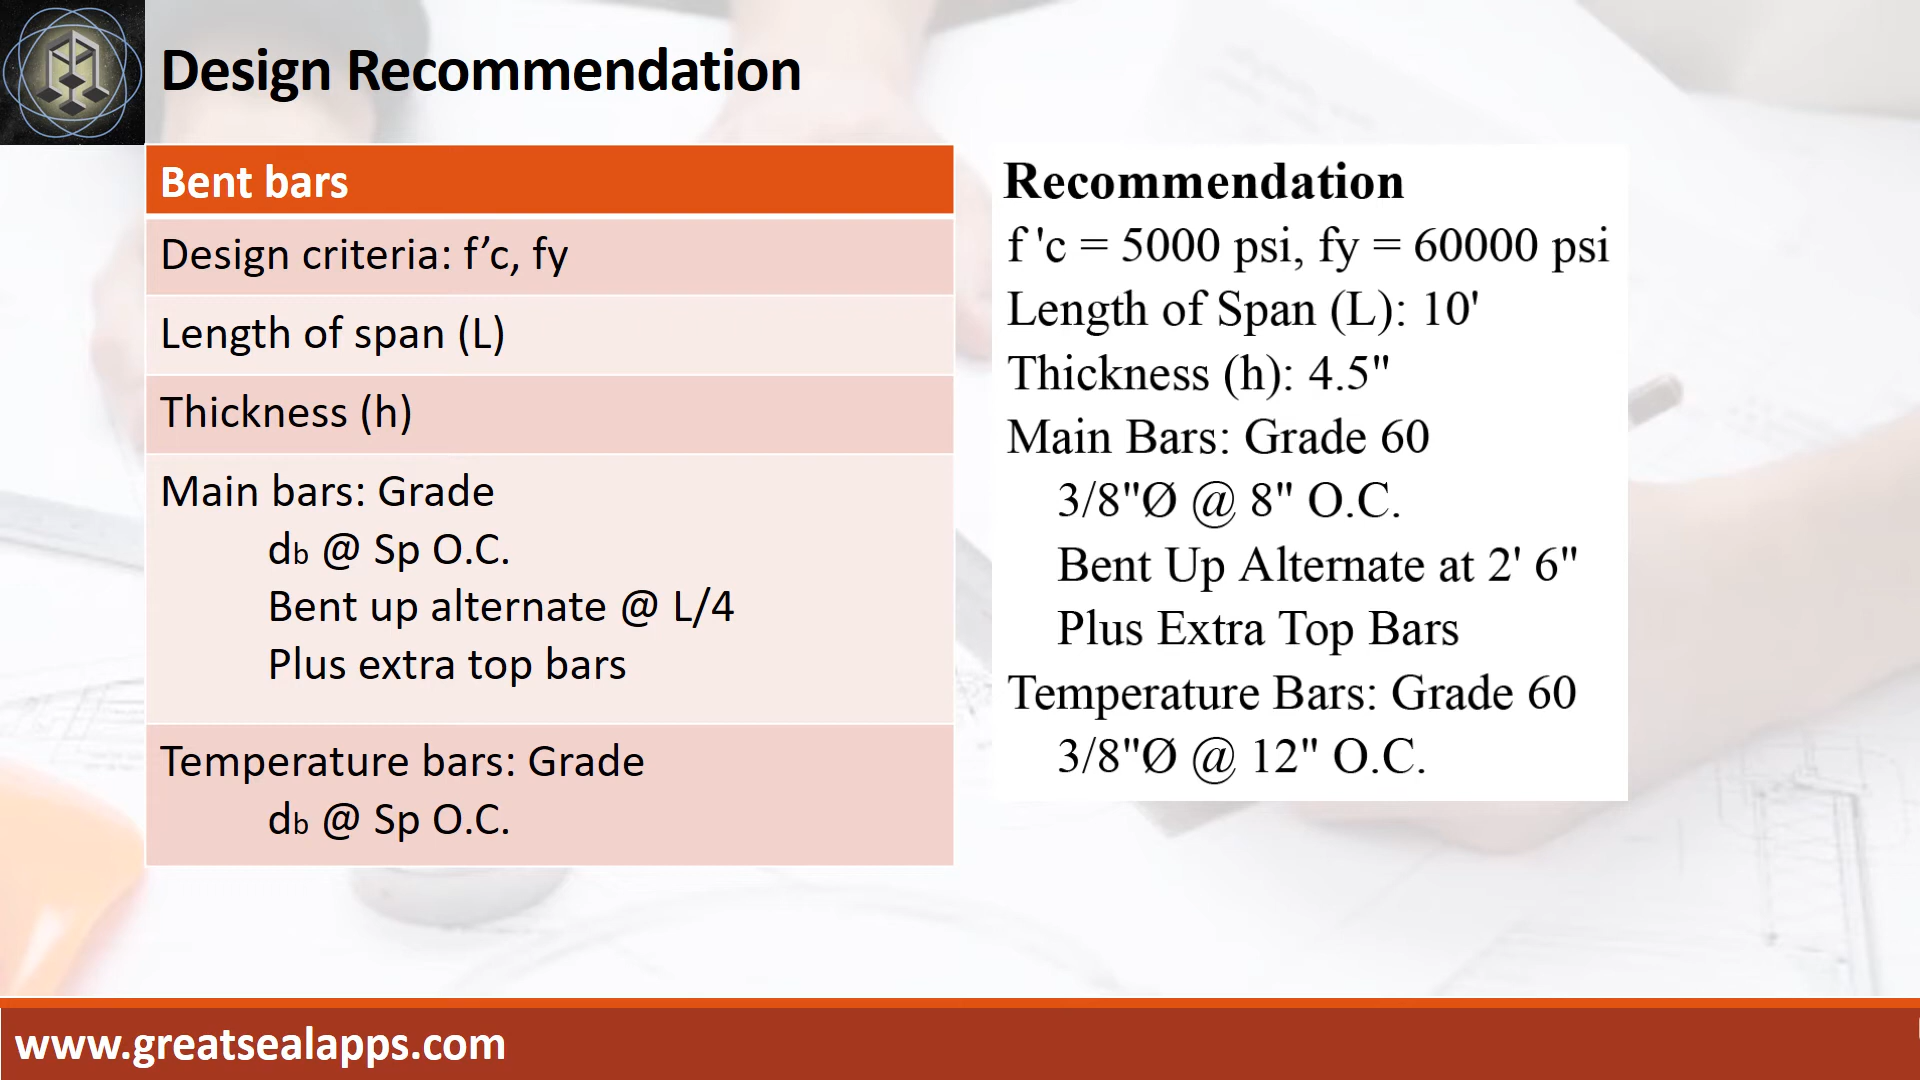 Design Recommendation
Bent bars
Design criteria: f’c, fy
Length of span (L)
Thickness (h)
Main bars: Grade
db @ Sp O.C.
Bent up alternate @ L/4
Plus extra top bars
Temperature bars: Grade
db @ Sp O.C.
Recommendation
f 'c = 5000 psi, fy = 60000 psi
Length of Span (L): 10'
Thickness (h): 4.5"
Main Bars: Grade 60
3/8"Ø @ 8" O.C.
Bent Up Alternate at 2' 6"
Plus Extra Top Bars
Temperature Bars: Grade 60
3/8"Ø @ 12" O.C.
www.greatsealapps.com